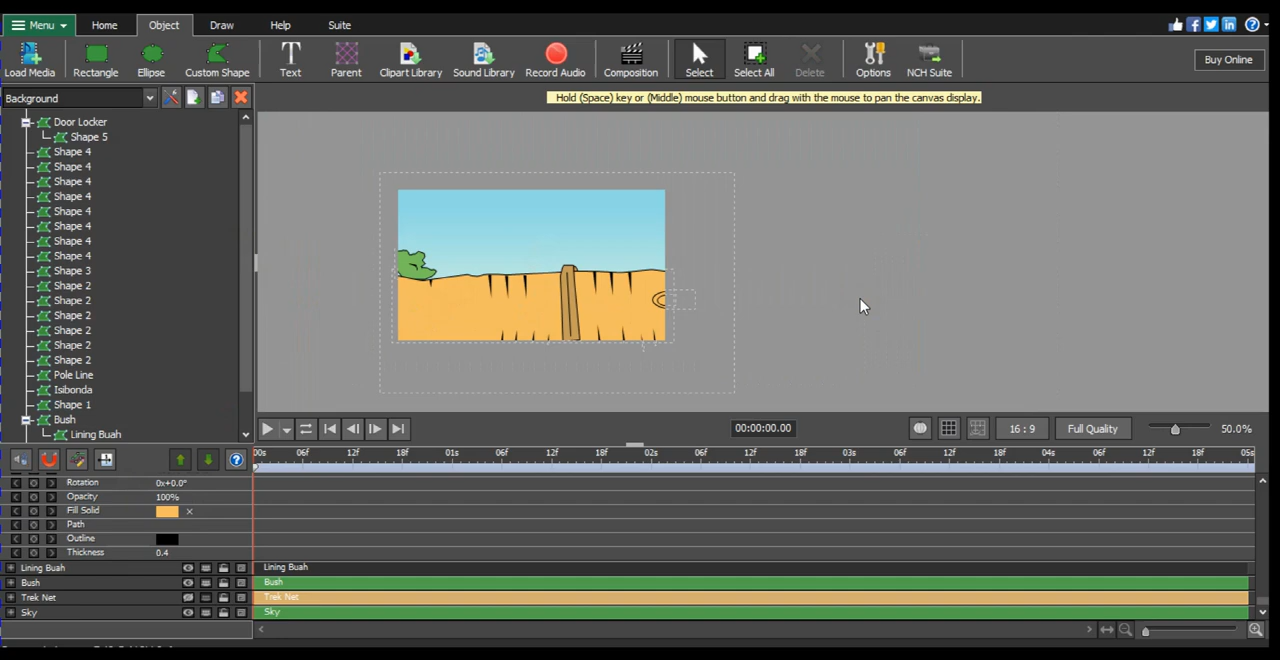 Menu Home Object Draw Help Suite
Load Media Rectangle Ellipse Custom Shape Text Parent Clipart Library Sound Library Record Audio Composition Select Select All Delete Options NCH Suite Buy Online
Background
Hold (Space) key or (Middle) mouse button and drag with the mouse to pan the canvas display.
Door Locker
Shape 5
Shape 4
Shape 4
Shape 4
Shape 4
Shape 4
Shape 4
Shape 4
Shape 4
Shape 3
Shape 2
Shape 2
Shape 2
Shape 2
Shape 2
Shape 2
Pole Line
Isibonda
Shape 1
Bush
Lining Buah
00:00:00.00 16 : 9 Full Quality 50.0%
00s 06f 12f 18f 01s 06f 12f 18f 02s 06f 12f 18f 03s 06f 12f 18f 04s 06f 12f 18f 05s
Rotation 0x+0.0°
Opacity 100%
Fill Solid
Path
Outline
Thickness 0.4
Lining Buah Lining Buah
Bush Bush
Trek Net Trek Net
Sky Sky